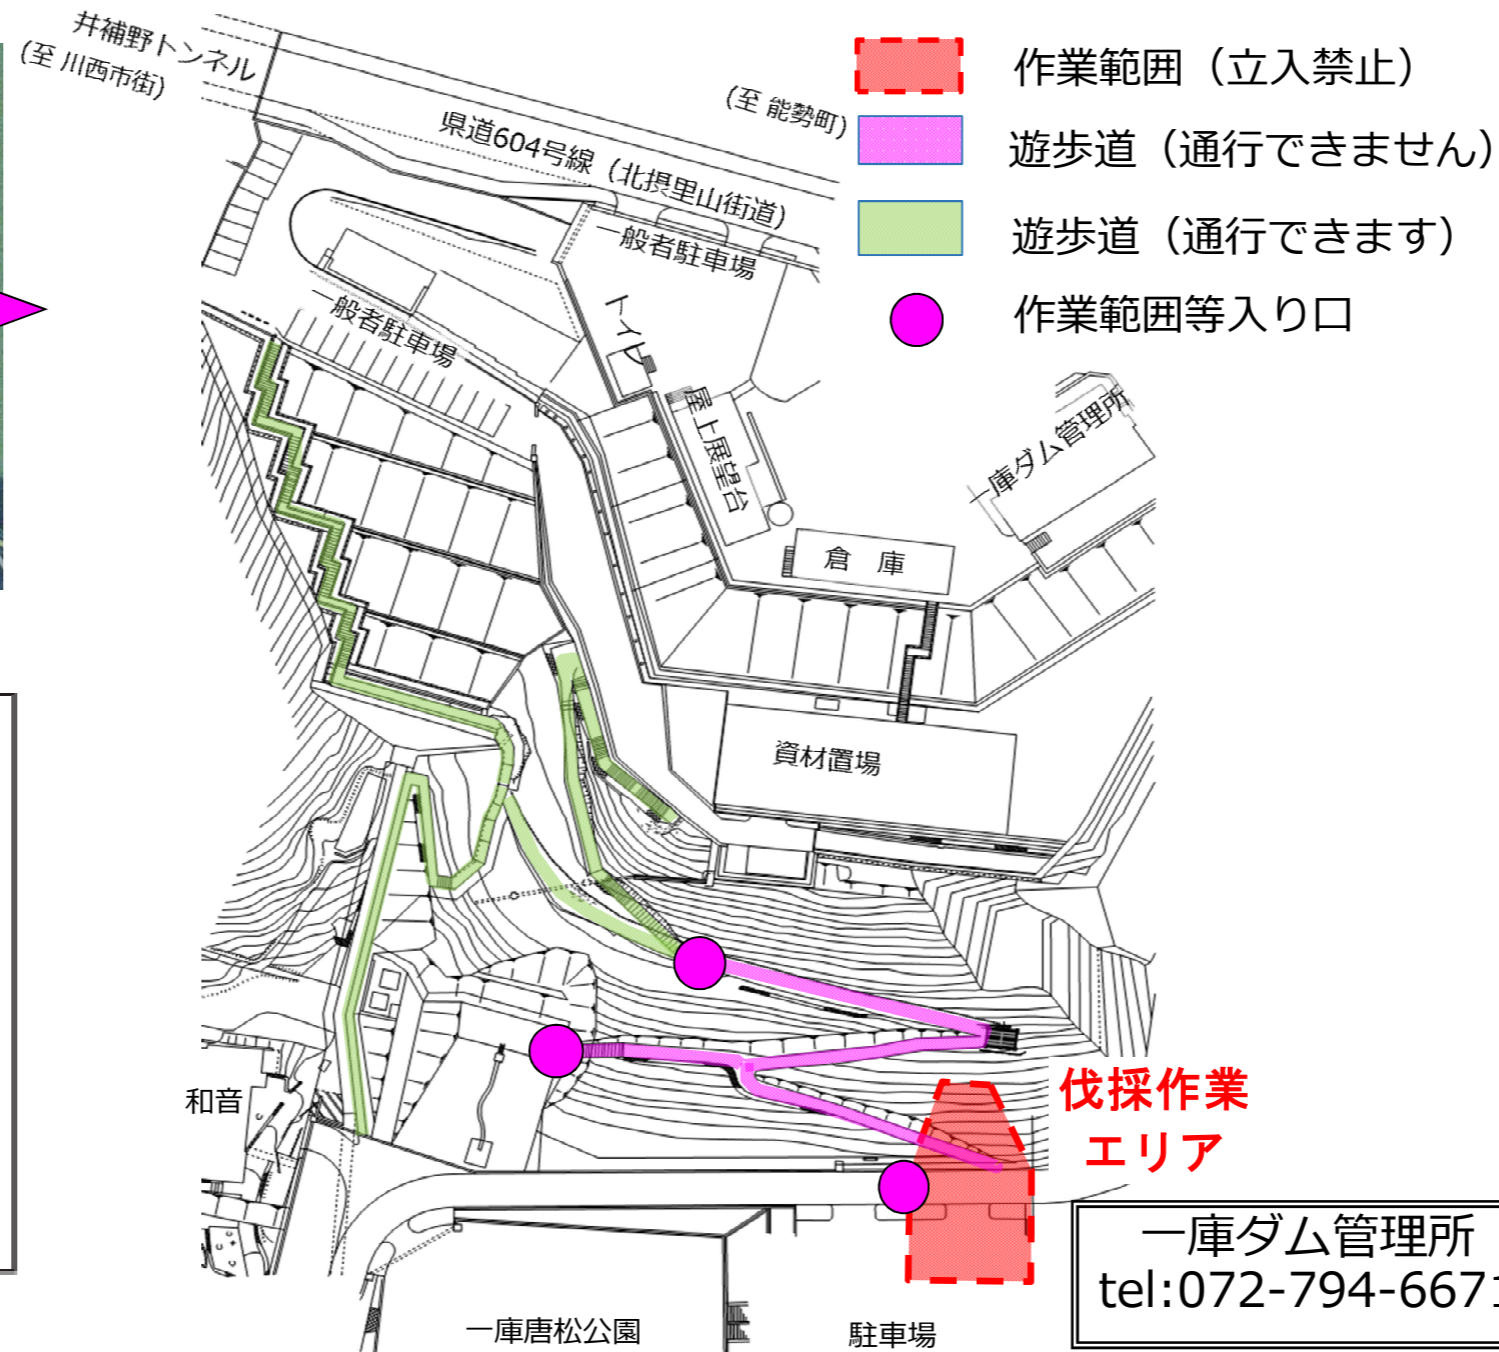 井補野トンネル
(至 川西市街)
(至 能勢町)
県道604号線（北摂里山街道）
一般者駐車場
一般者駐車場
トイレ
屋上展望台
一庫ダム管理所
倉　庫
資材置場
和音
一庫唐松公園
駐車場
作業範囲（立入禁止）
遊歩道（通行できません）
遊歩道（通行できます）
作業範囲等入り口
伐採作業
エリア
一庫ダム管理所
tel:072-794-6671